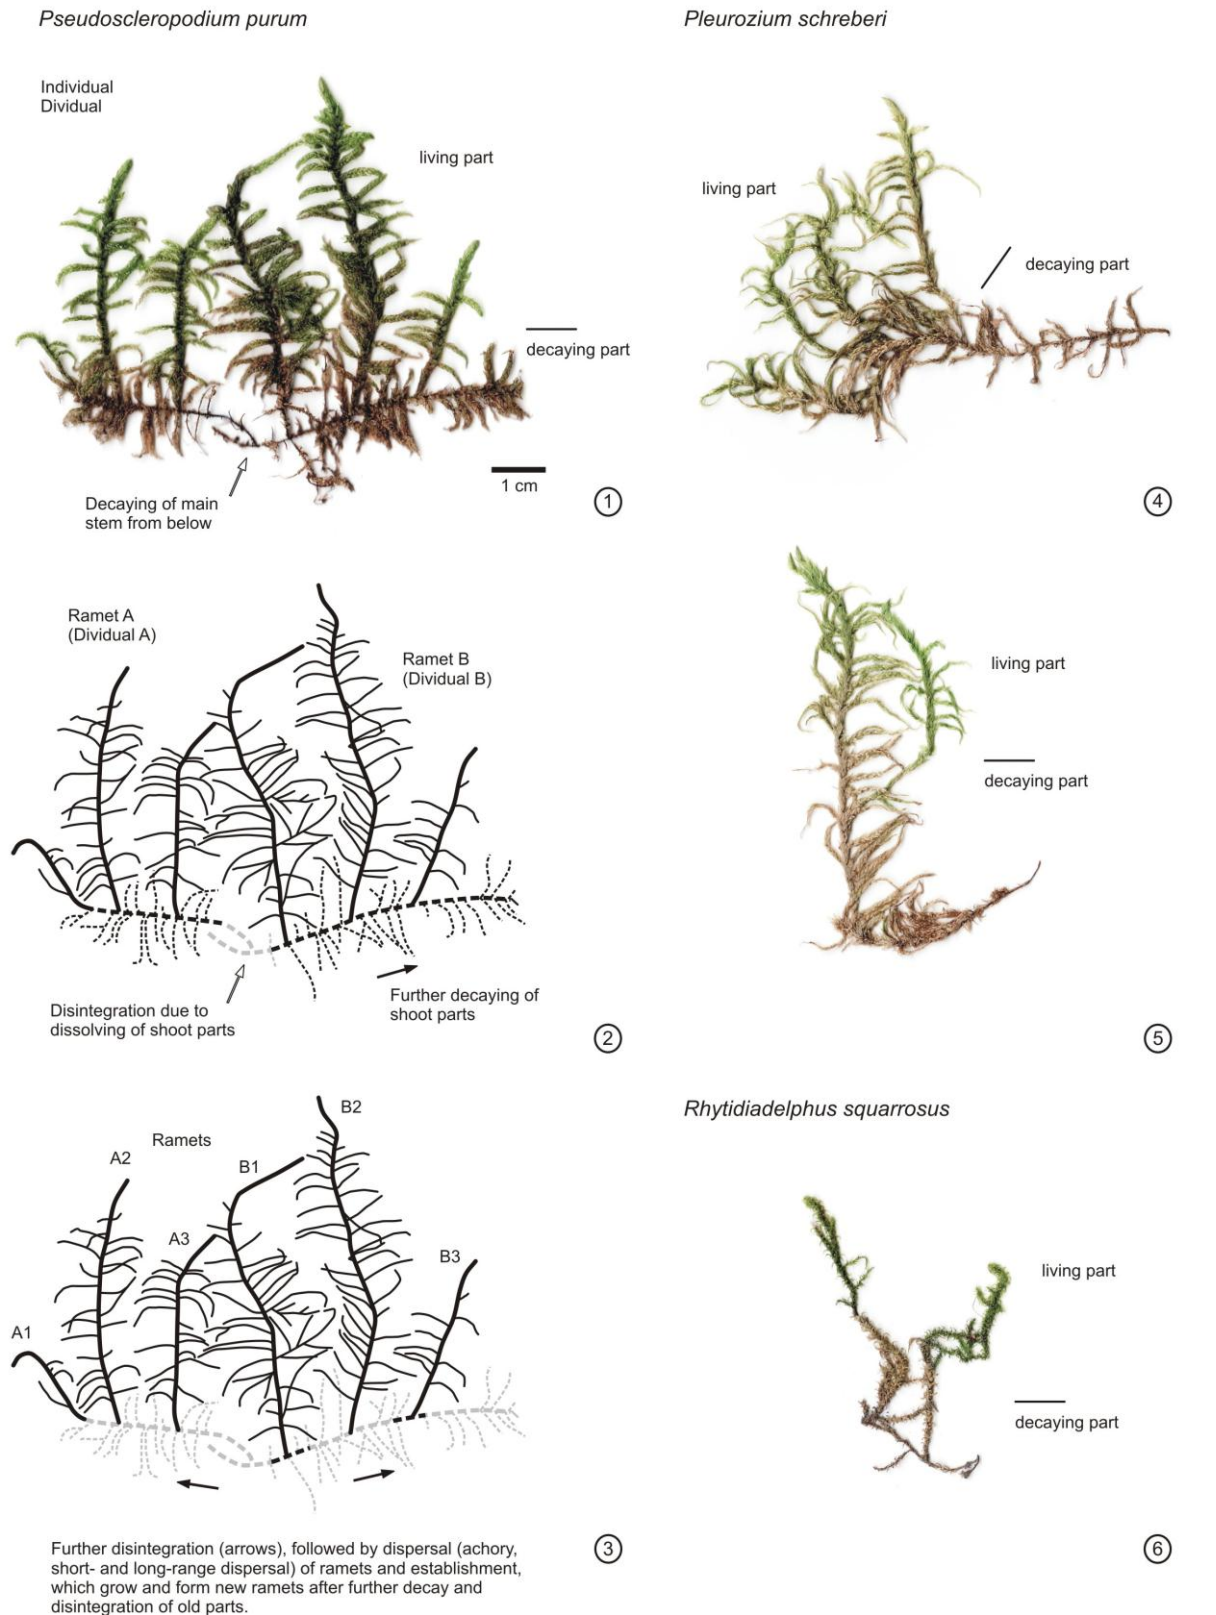 Pseudoscleropodium purum
Individual
Dividual
living part
decaying part
Decaying of main
stem from below
1 cm
1
Ramet A
(Dividual A)
Ramet B
(Dividual B)
Disintegration due to
dissolving of shoot parts
Further decaying of
shoot parts
2
Ramets
A1
A2
A3
B1
B2
B3
Further disintegration (arrows), followed by dispersal (achory,
short- and long-range dispersal) of ramets and establishment,
which grow and form new ramets after further decay and
disintegration of old parts.
3
Pleurozium schreberi
living part
decaying part
4
living part
decaying part
5
Rhytidiadelphus squarrosus
living part
decaying part
6